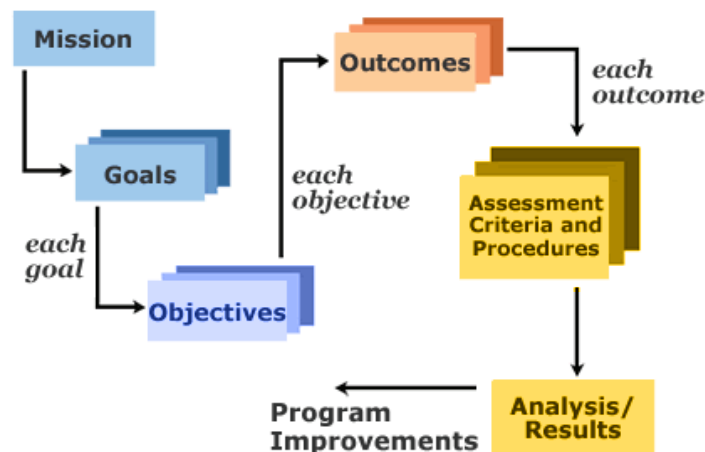 Mission
Goals
each
goal
Objectives
each
objective
Outcomes
each
outcome
Assessment
Criteria and
Procedures
Analysis/
Results
Program
Improvements